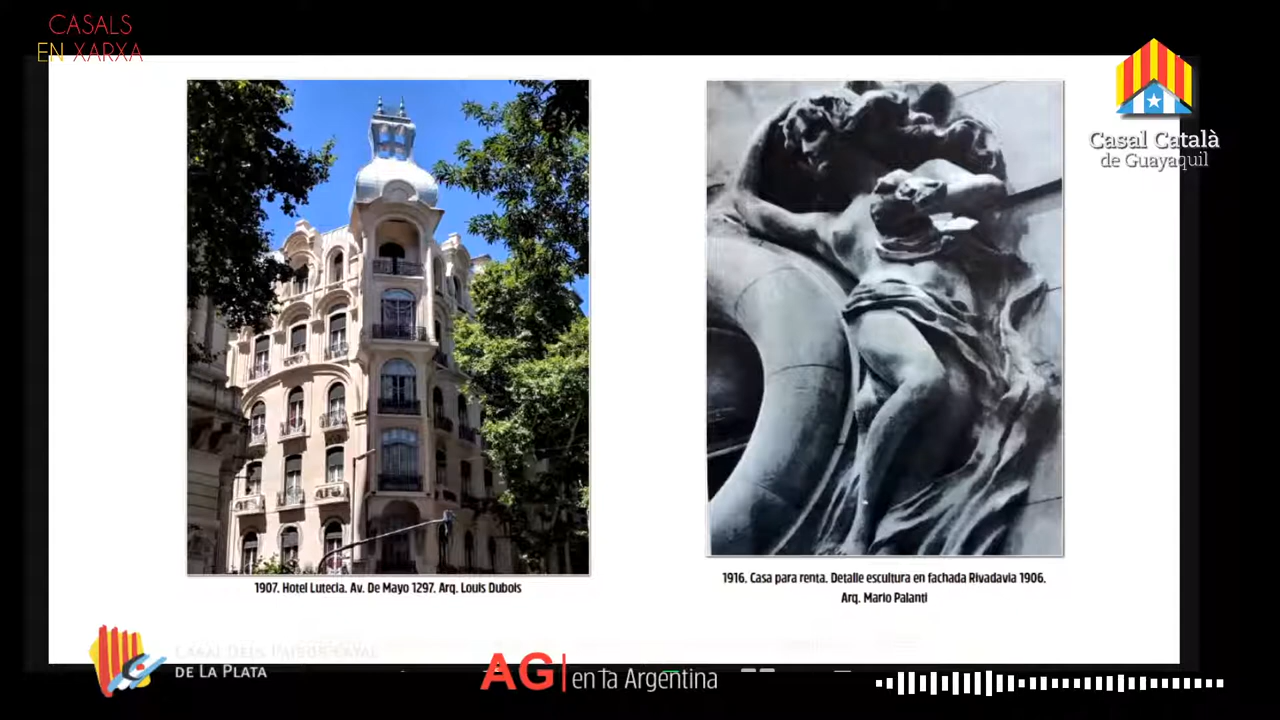 CASALS
EN XARXA
Casal Català
de Guayaquil
1907. Hotel Lutecia. Av. De Mayo 1297. Arq. Louis Dubois
1916. Casa para renta. Detalle escultura en fachada Rivadavia 1906.
Arq. Mario Palanti
DE LA PLATA
AG| en la Argentina